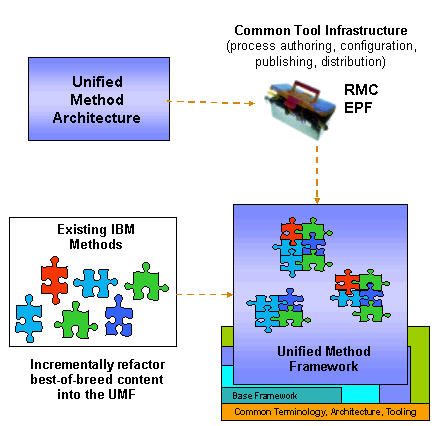 Common Tool Infrastructure
(process authoring, configuration,
publishing, distribution)
Unified
Method
Architecture
RMC
EPF
Existing IBM
Methods
Incrementally refactor
best-of-breed content
into the UMF
Unified Method
Framework
Base Framework
Common Terminology, Architecture, Tooling